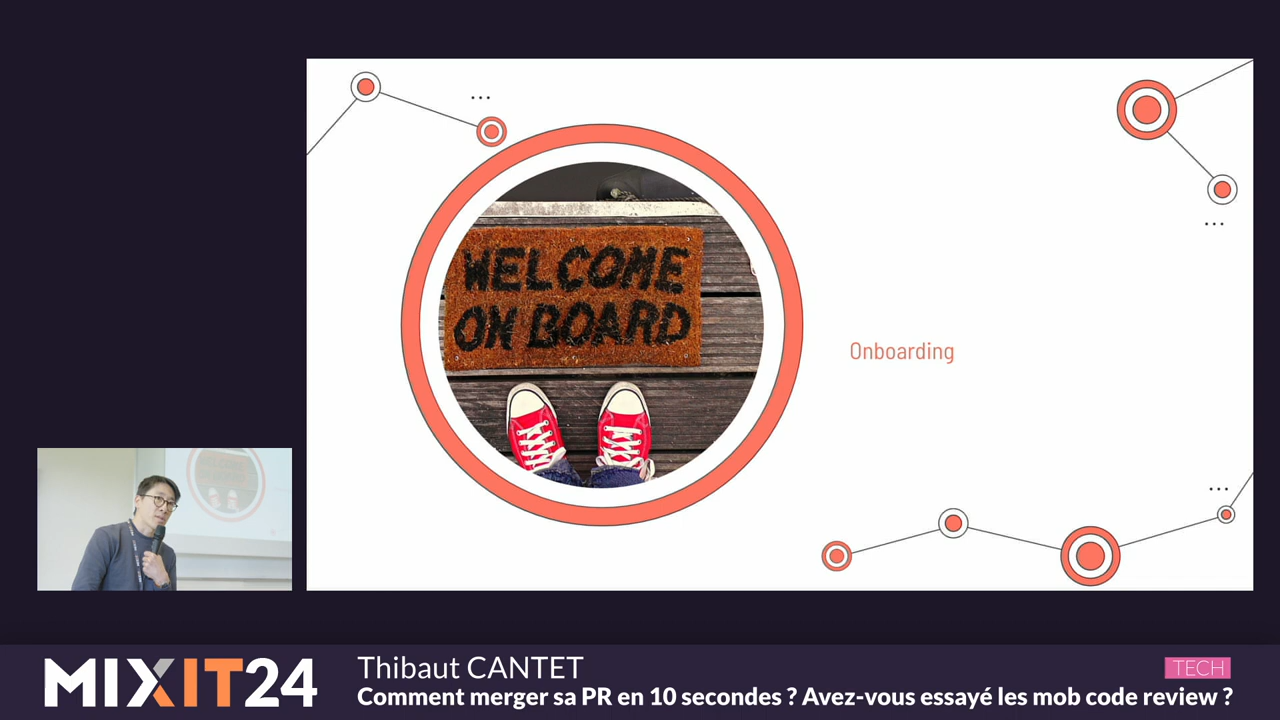 WELCOME
ON BOARD
Onboarding
MIXIT24
Thibaut CANTET
TECH
Comment merger sa PR en 10 secondes ? Avez-vous essayé les mob code review ?